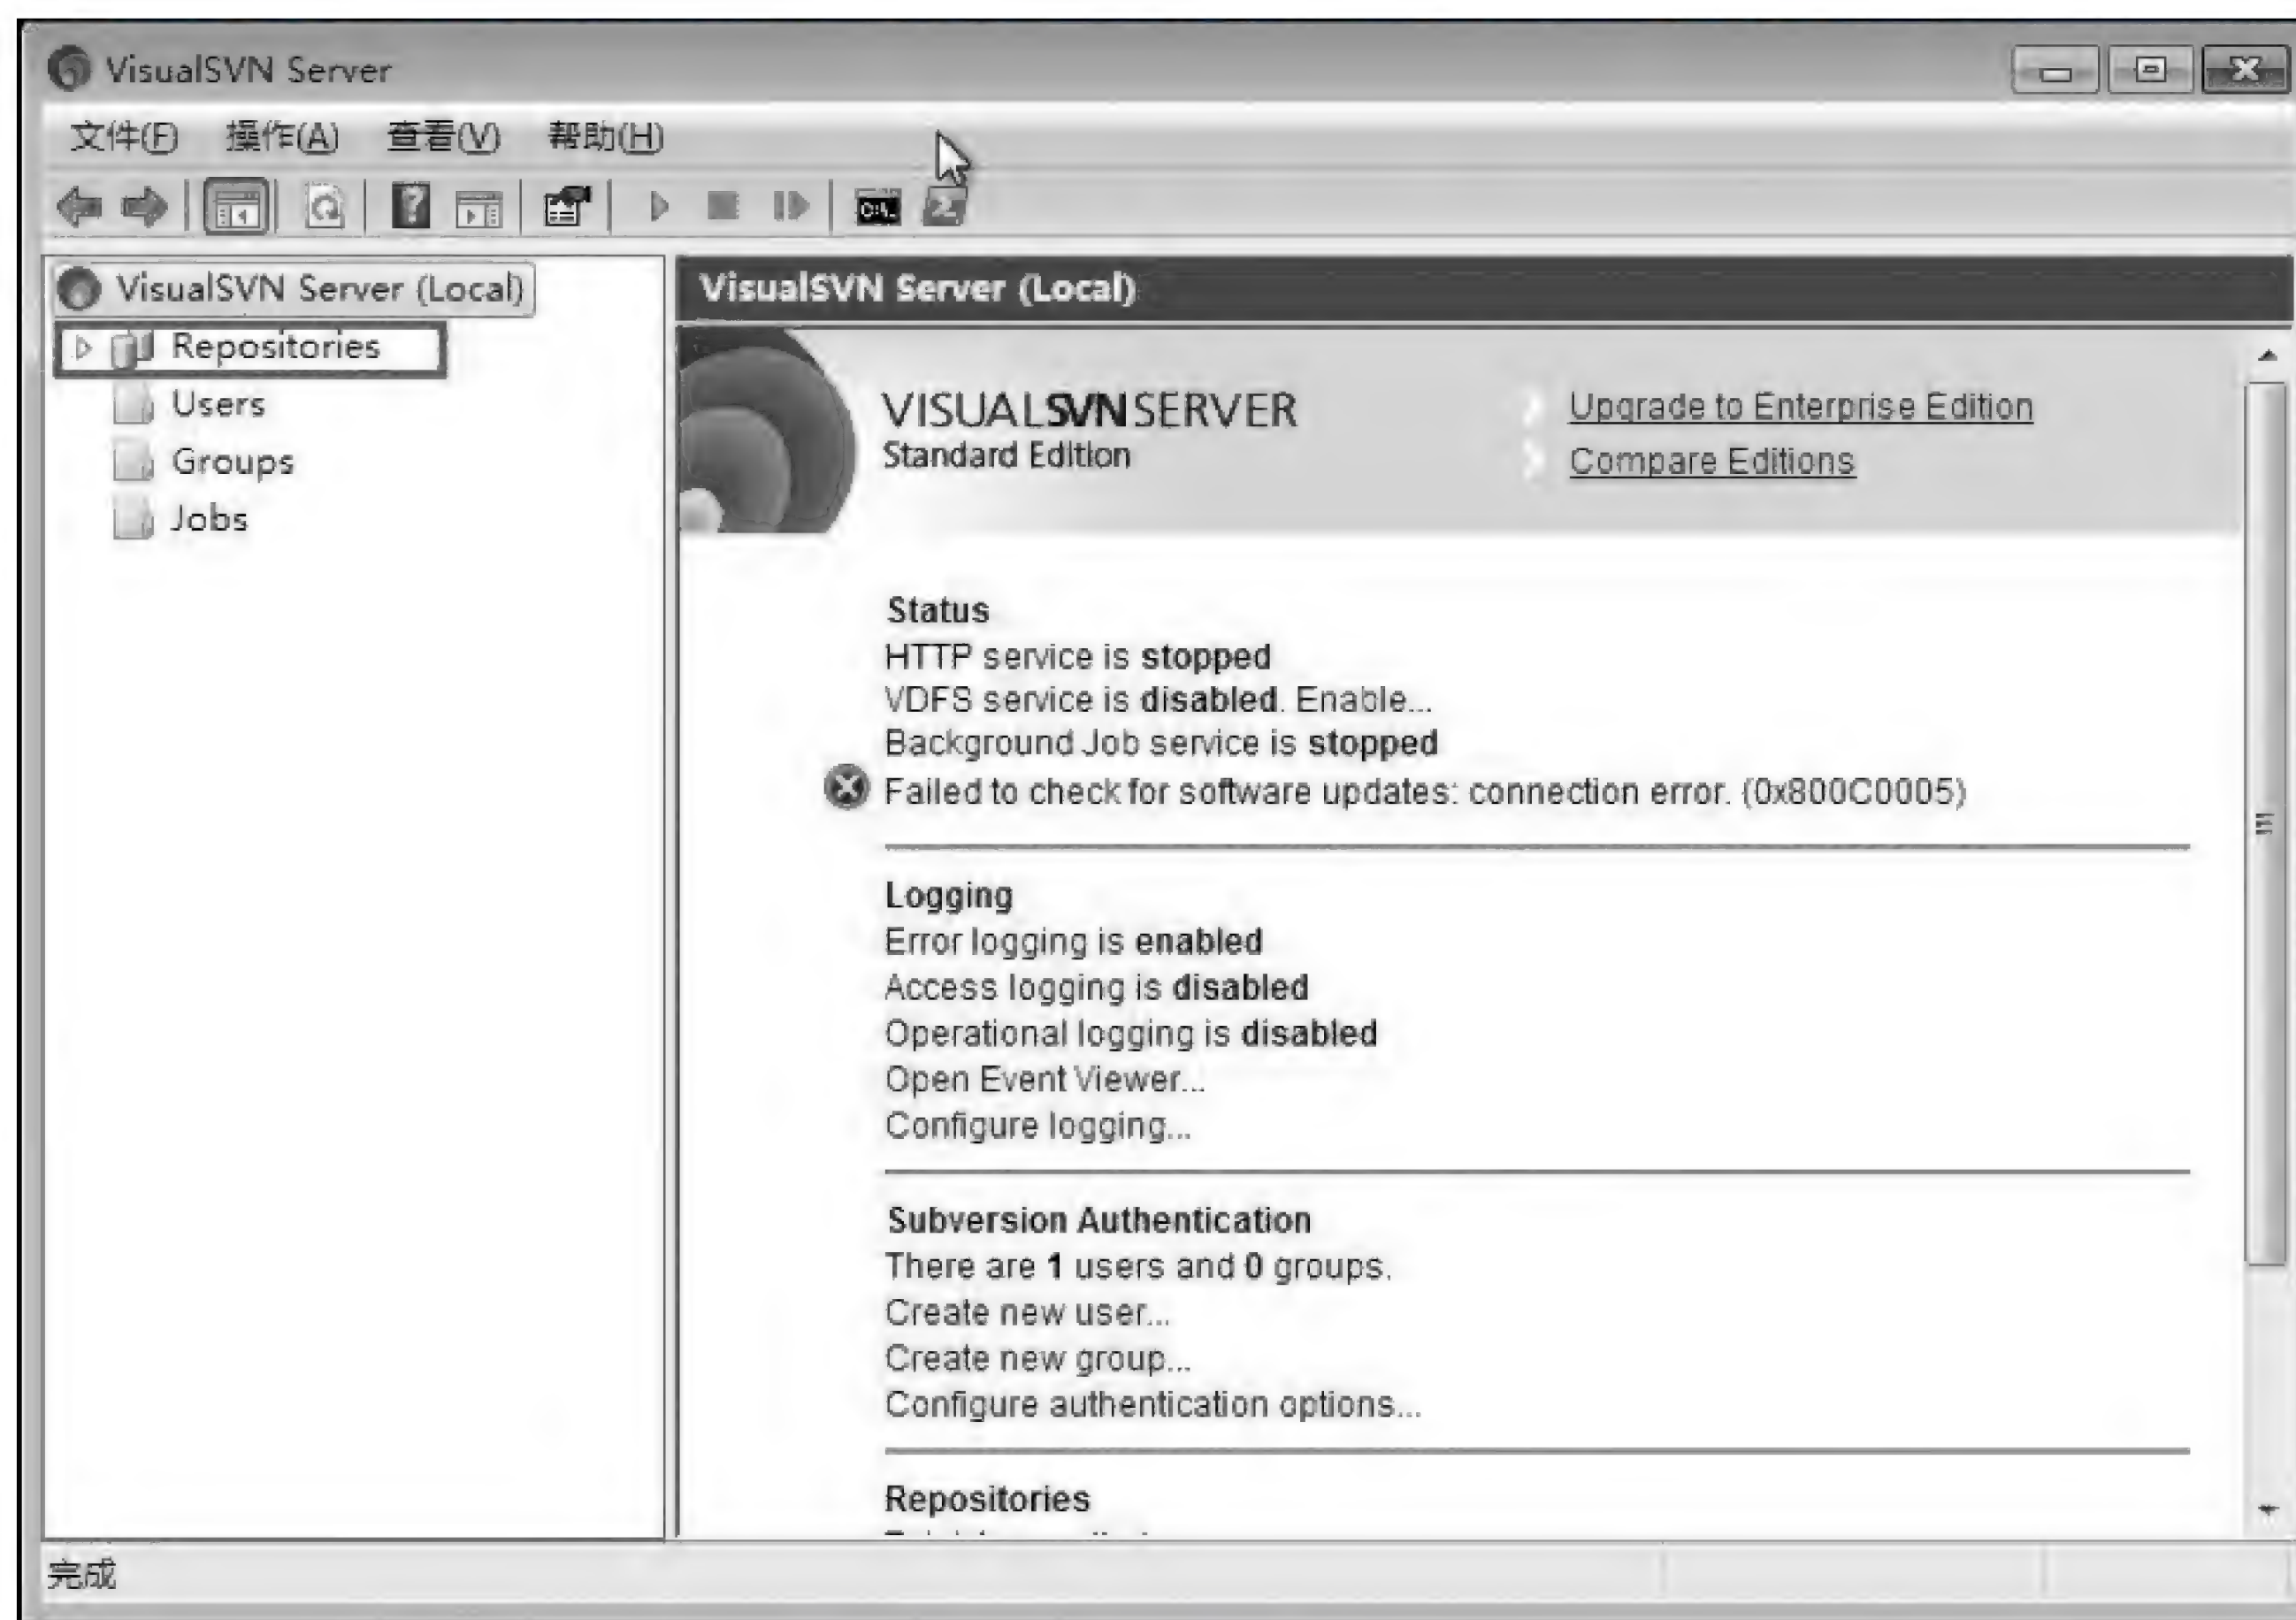 VisualSVN Server
文件(F) 操作(A) 查看(V) 帮助(H)
C:\.
VisualSVN Server (Local)
Repositories
Users
Groups
Jobs
VisualSVN Server (Local)
VISUALSVNSERVER
Standard Edition
Upgrade to Enterprise Edition
Compare Editions
Status
HTTP service is stopped
VDFS service is disabled. Enable...
Background Job service is stopped
Failed to check for software updates: connection error. (0x800C0005)
Logging
Error logging is enabled
Access logging is disabled
Operational logging is disabled
Open Event Viewer...
Configure logging...
Subversion Authentication
There are 1 users and 0 groups.
Create new user...
Create new group...
Configure authentication options...
Repositories
完成